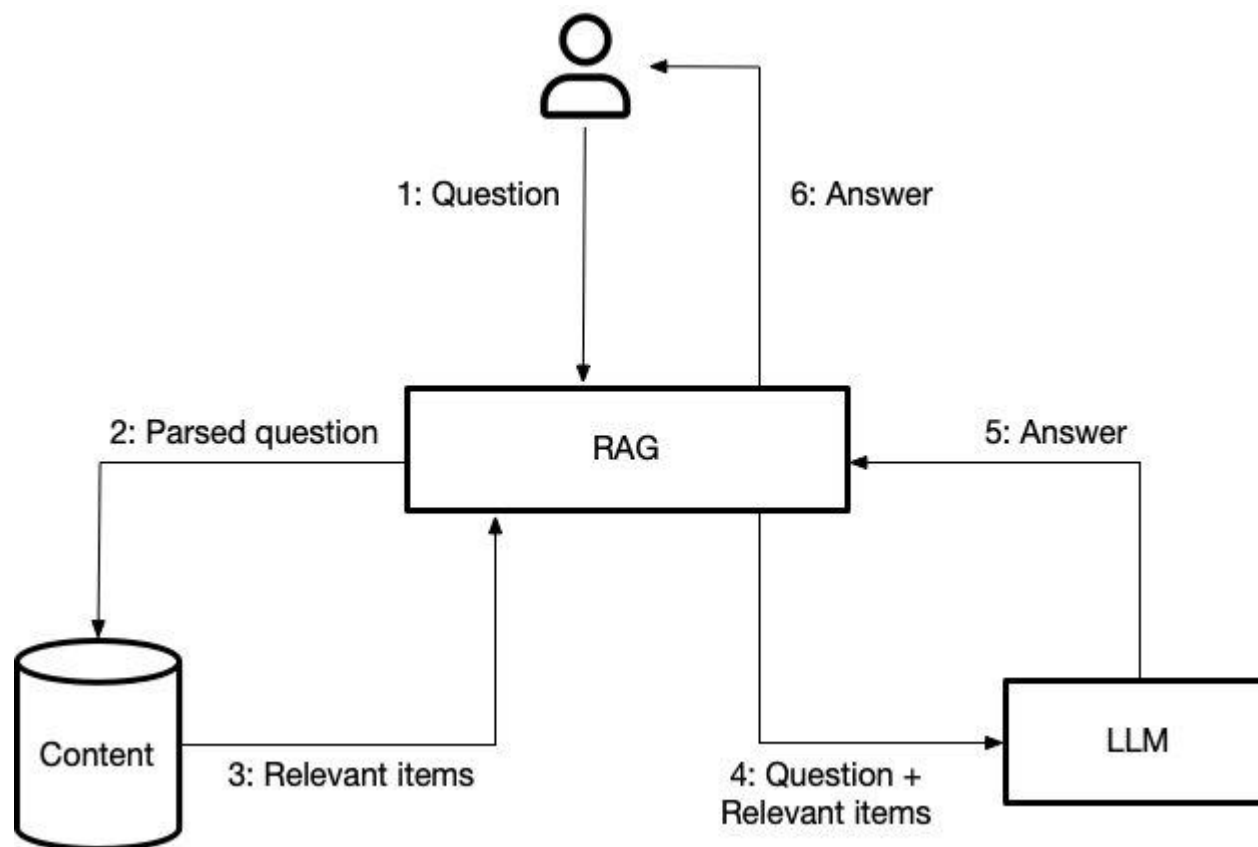 1: Question
6: Answer
2: Parsed question
RAG
5: Answer
Content
3: Relevant items
4: Question +
Relevant items
LLM